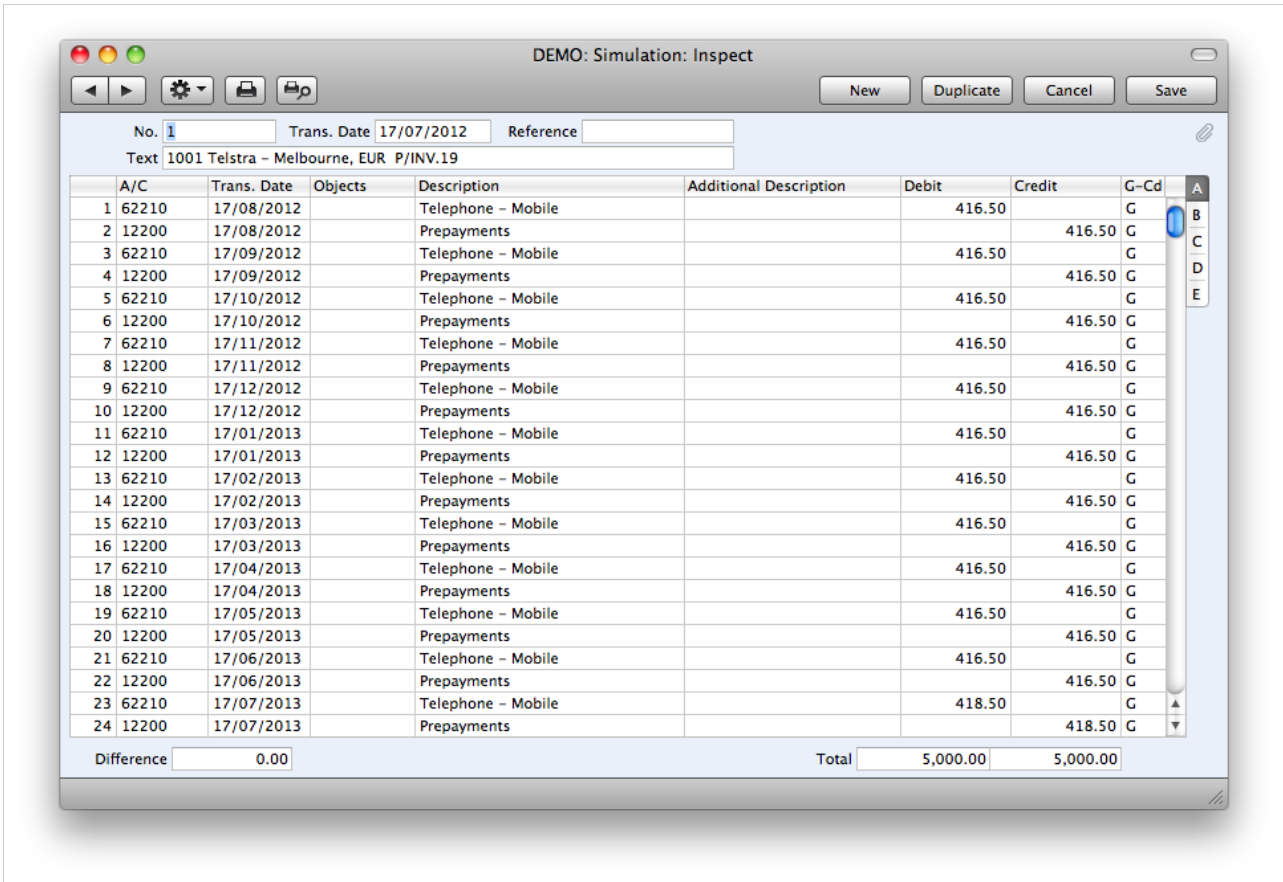 DEMO: Simulation: Inspect
New Duplicate Cancel Save
No. 1 Trans. Date 17/07/2012 Reference
Text 1001 Telstra – Melbourne, EUR P/INV.19
A/C Trans. Date Objects Description Additional Description Debit Credit G-Cd A
1 62210 17/08/2012 Telephone – Mobile 416.50 G B
2 12200 17/08/2012 Prepayments 416.50 G C
3 62210 17/09/2012 Telephone – Mobile 416.50 G
4 12200 17/09/2012 Prepayments 416.50 G D
5 62210 17/10/2012 Telephone – Mobile 416.50 G E
6 12200 17/10/2012 Prepayments 416.50 G
7 62210 17/11/2012 Telephone – Mobile 416.50 G
8 12200 17/11/2012 Prepayments 416.50 G
9 62210 17/12/2012 Telephone – Mobile 416.50 G
10 12200 17/12/2012 Prepayments 416.50 G
11 62210 17/01/2013 Telephone – Mobile 416.50 G
12 12200 17/01/2013 Prepayments 416.50 G
13 62210 17/02/2013 Telephone – Mobile 416.50 G
14 12200 17/02/2013 Prepayments 416.50 G
15 62210 17/03/2013 Telephone – Mobile 416.50 G
16 12200 17/03/2013 Prepayments 416.50 G
17 62210 17/04/2013 Telephone – Mobile 416.50 G
18 12200 17/04/2013 Prepayments 416.50 G
19 62210 17/05/2013 Telephone – Mobile 416.50 G
20 12200 17/05/2013 Prepayments 416.50 G
21 62210 17/06/2013 Telephone – Mobile 416.50 G
22 12200 17/06/2013 Prepayments 416.50 G
23 62210 17/07/2013 Telephone – Mobile 418.50 G
24 12200 17/07/2013 Prepayments 418.50 G
Difference 0.00 Total 5,000.00 5,000.00